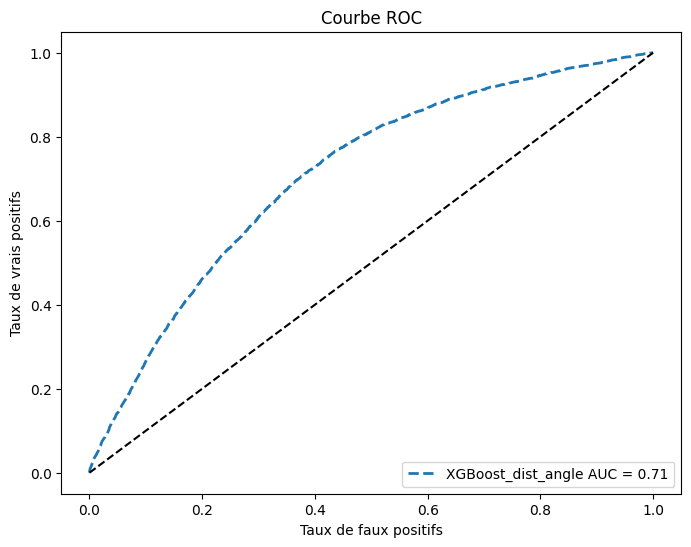 Courbe ROC
Taux de vrais positifs
1.0
0.8
0.6
0.4
0.2
0.0
XGBoost_dist_angle AUC = 0.71
0.0 0.2 0.4 0.6 0.8 1.0
Taux de faux positifs